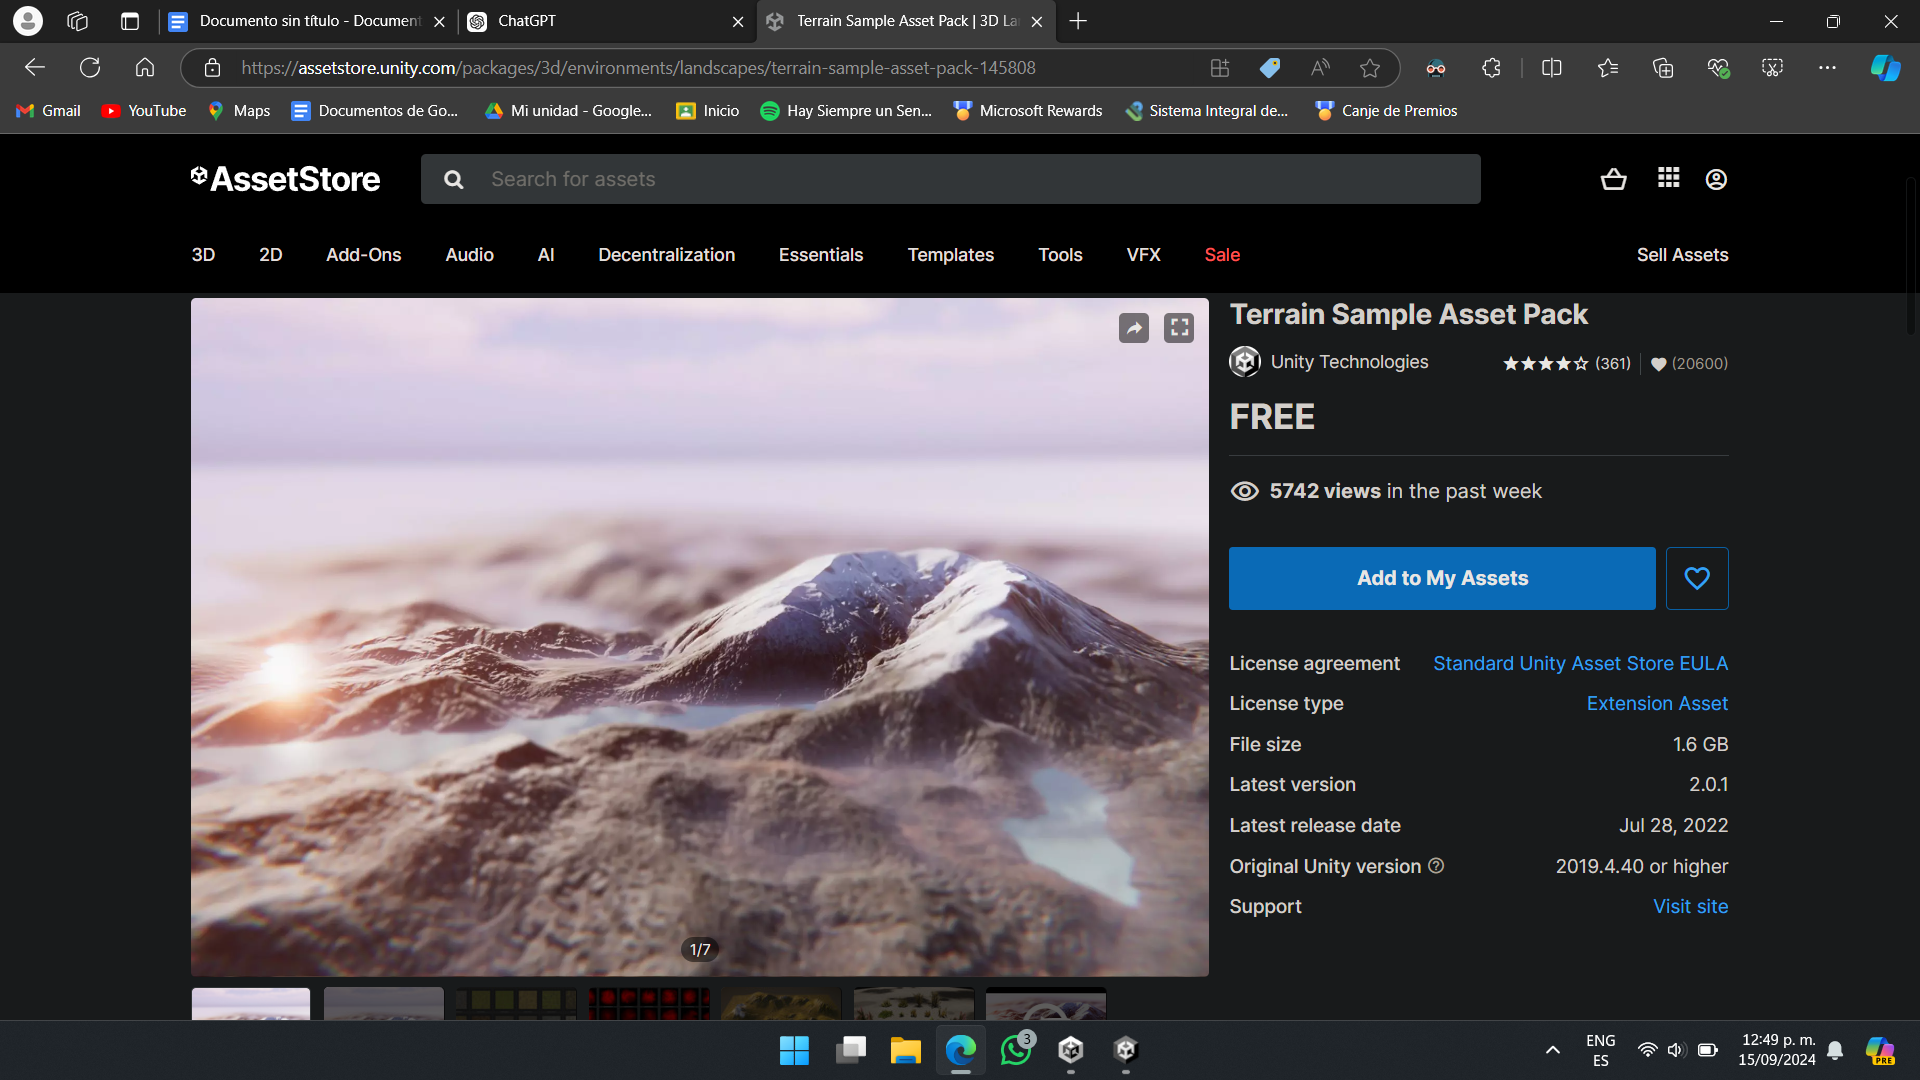 Documento sin título - Document
ChatGPT
Terrain Sample Asset Pack | 3D La
https://assetstore.unity.com/packages/3d/environments/landscapes/terrain-sample-asset-pack-145808
Gmail
YouTube
Maps
Documentos de Go...
Mi unidad - Google...
Inicio
Hay Siempre un Sen...
Microsoft Rewards
Sistema Integral de...
Canje de Premios
AssetStore
Search for assets
3D
2D
Add-Ons
Audio
AI
Decentralization
Essentials
Templates
Tools
VFX
Sale
Sell Assets
Terrain Sample Asset Pack
Unity Technologies
(361)
(20600)
FREE
5742 views in the past week
Add to My Assets
License agreement Standard Unity Asset Store EULA
License type Extension Asset
File size 1.6 GB
Latest version 2.0.1
Latest release date Jul 28, 2022
Original Unity version 2019.4.40 or higher
Support Visit site
1/7
3
ENG
ES
12:49 p. m.
15/09/2024
PRE